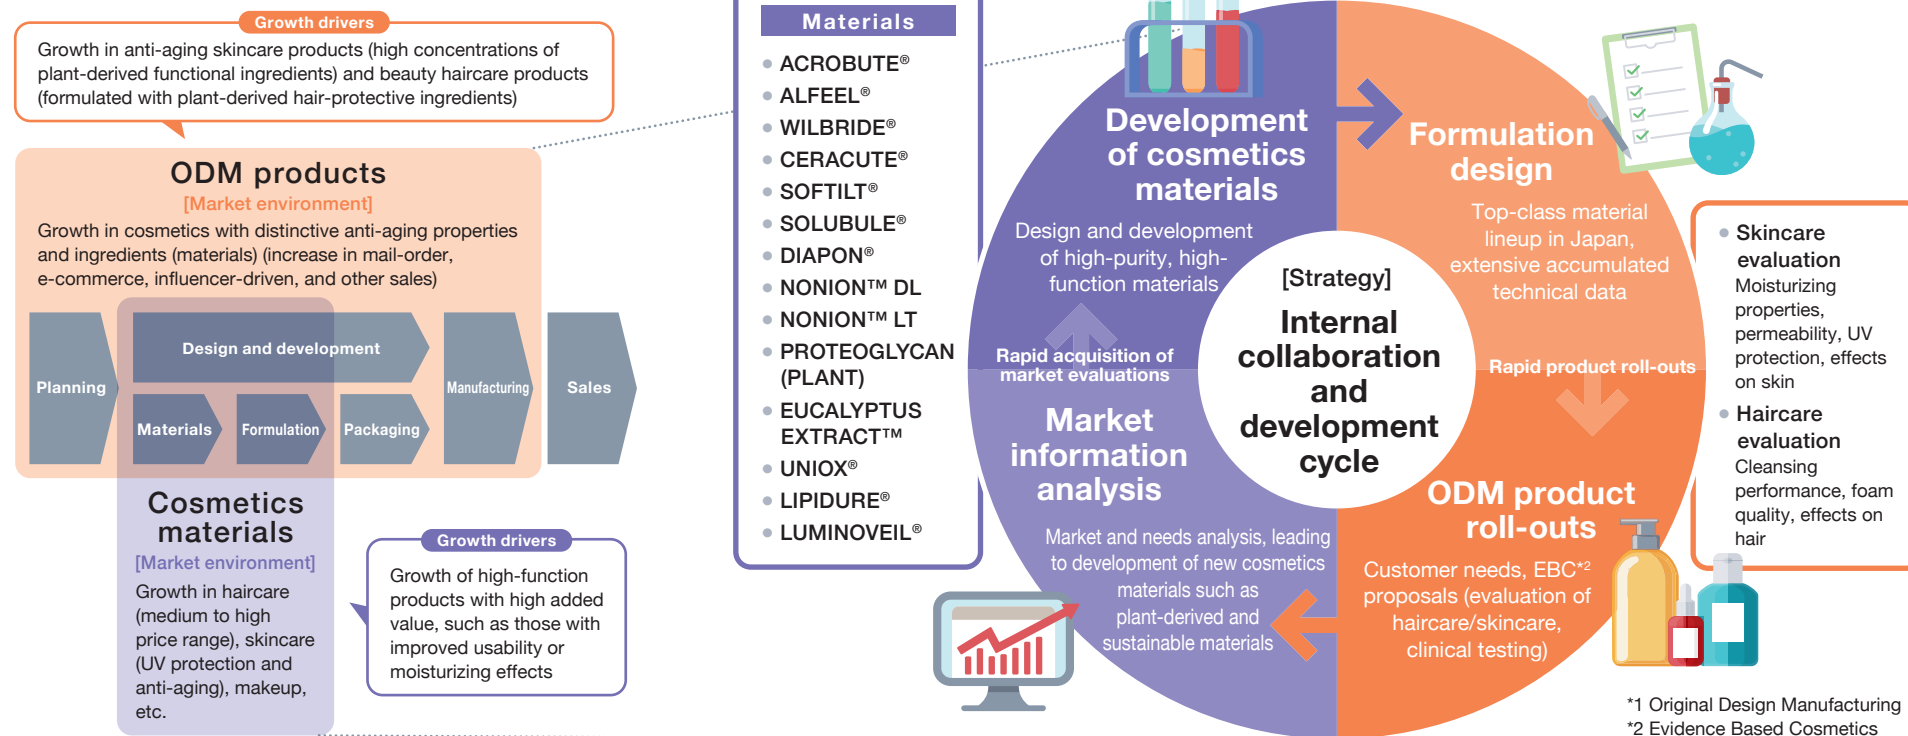 Growth drivers
Growth in anti-aging skincare products (high concentrations of
plant-derived functional ingredients) and beauty haircare products
(formulated with plant-derived hair-protective ingredients)
ODM products
[Market environment]
Growth in cosmetics with distinctive anti-aging properties
and ingredients (materials) (increase in mail-order,
e-commerce, influencer-driven, and other sales)
Planning
Design and development
Materials
Formulation
Packaging
Manufacturing
Sales
Cosmetics
materials
[Market environment]
Growth in haircare
(medium to high
price range), skincare
(UV protection and
anti-aging), makeup,
etc.
Growth drivers
Growth of high-function
products with high added
value, such as those with
improved usability or
moisturizing effects
Materials
• ACROBUTE®
• ALFEEL®
• WILBRIDE®
• CERACUTE®
• SOFTILT®
• SOLUBULE®
• DIAPON®
• NONION™ DL
• NONION™ LT
• PROTEOGLYCAN
(PLANT)
• EUCALYPTUS
EXTRACT™
• UNIOX®
• LIPIDURE®
• LUMINOVEIL®
Development
of cosmetics
materials
Design and development
of high-purity, high-
function materials
Formulation
design
Top-class material
lineup in Japan,
extensive accumulated
technical data
[Strategy]
Internal
collaboration
and
development
cycle
Rapid acquisition of
market evaluations
Rapid product roll-outs
Market
information
analysis
Market and needs analysis, leading
to development of new cosmetics
materials such as
plant-derived and
sustainable materials
ODM product
roll-outs
Customer needs, EBC*2
proposals (evaluation of
haircare/skincare,
clinical testing)
• Skincare
evaluation
Moisturizing
properties,
permeability, UV
protection, effects
on skin
• Haircare
evaluation
Cleansing
performance, foam
quality, effects on
hair
*1 Original Design Manufacturing
*2 Evidence Based Cosmetics